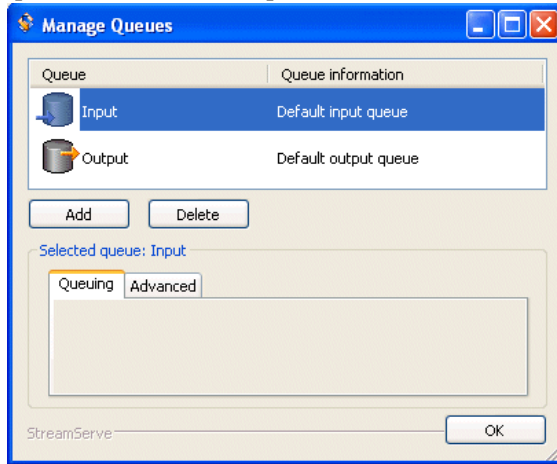 Manage Queues
Queue Queue information
Input Default input queue
Output Default output queue
Add Delete
Selected queue: Input
Queuing Advanced
StreamServe OK